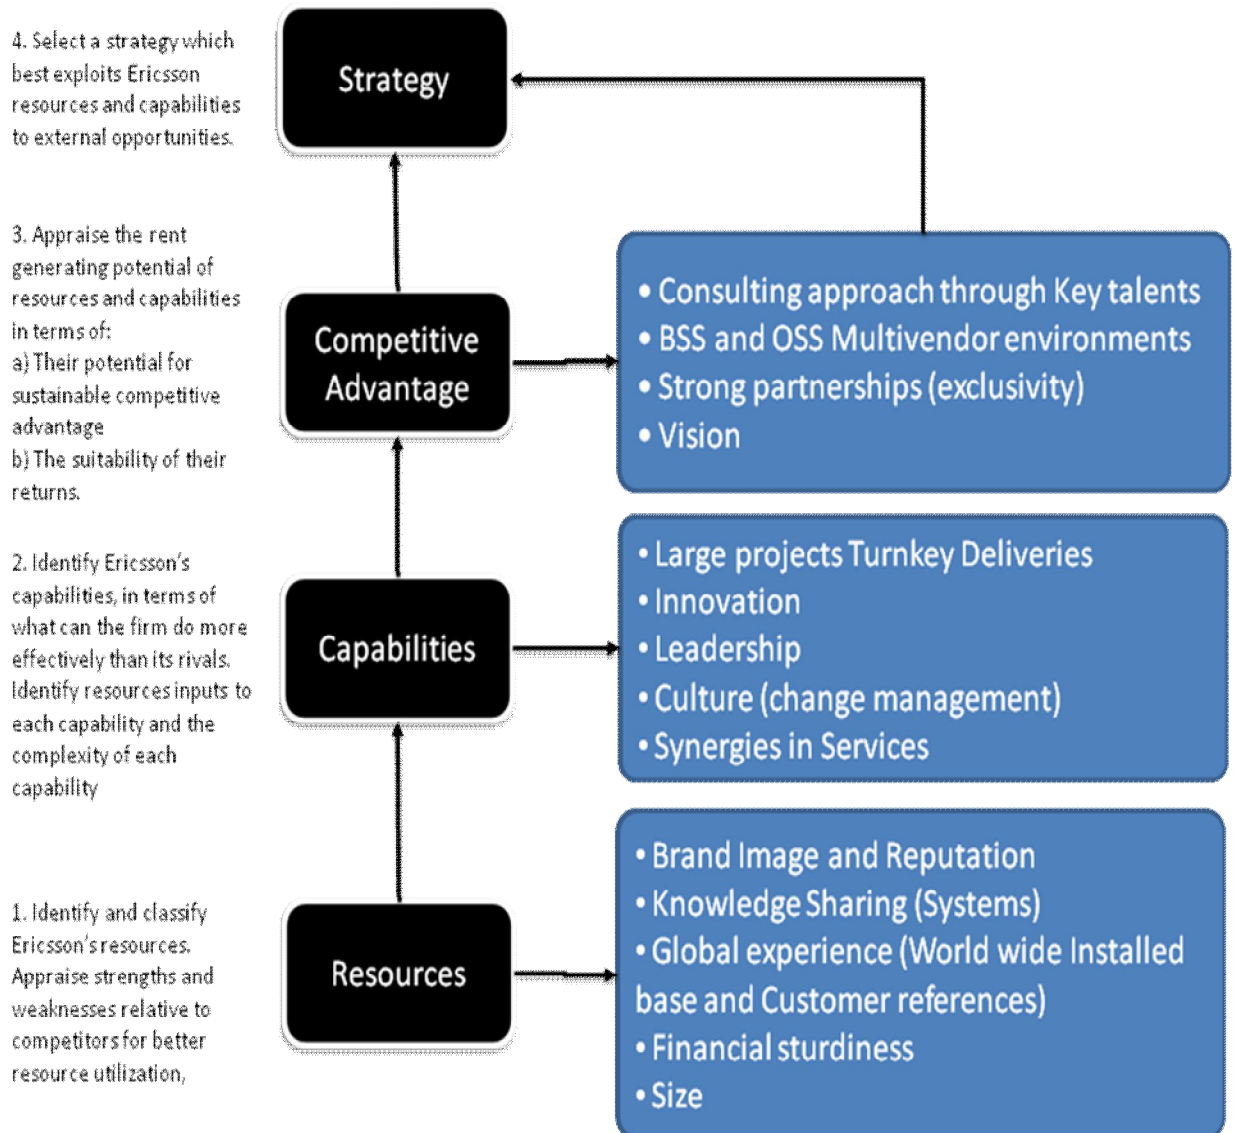 4. Select a strategy which
best exploits Ericsson
resources and capabilities
to external opportunities.
Strategy
3. Appraise the rent
generating potential of
resources and capabilities
in terms of:
a) Their potential for
sustainable competitive
advantage
b) The suitability of their
returns.
Competitive
Advantage
• Consulting approach through Key talents
• BSS and OSS Multivendor environments
• Strong partnerships (exclusivity)
• Vision
2. Identify Ericsson's
capabilities, in terms of
what can the firm do more
effectively than its rivals.
Identify resources inputs to
each capability and the
complexity of each
capability
Capabilities
• Large projects Turnkey Deliveries
• Innovation
• Leadership
• Culture (change management)
• Synergies in Services
1. Identify and classify
Ericsson's resources.
Appraise strengths and
weaknesses relative to
competitors for better
resource utilization,
Resources
• Brand Image and Reputation
• Knowledge Sharing (Systems)
• Global experience (World wide Installed
base and Customer references)
• Financial sturdiness
• Size